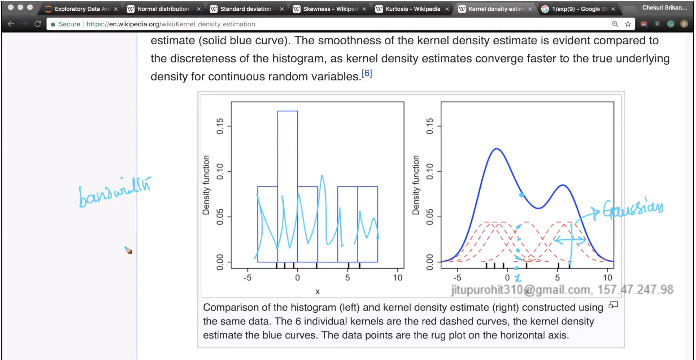 Exploratory Data Ana
Normal distribution -
Standard deviation -
Skewness - Wikipedi
Kurtosis - Wikipedia
Kernel density estim
1/exp(9) - Google Se
Chekuri Srikan...
https://en.wikipedia.org/wiki/Kernel_density_estimation
estimate (solid blue curve). The smoothness of the kernel density estimate is evident compared to
the discreteness of the histogram, as kernel density estimates converge faster to the true underlying
density for continuous random variables.[6]
bandwidth
Density function
0.00 0.05 0.10 0.15
-5 0 5 10
x
Density function
0.00 0.05 0.10 0.15
-5 0 5 10
x
Gaussian
jitupurohit310@gmail.com, 157.47.247.98
Comparison of the histogram (left) and kernel density estimate (right) constructed using
the same data. The 6 individual kernels are the red dashed curves, the kernel density
estimate the blue curves. The data points are the rug plot on the horizontal axis.